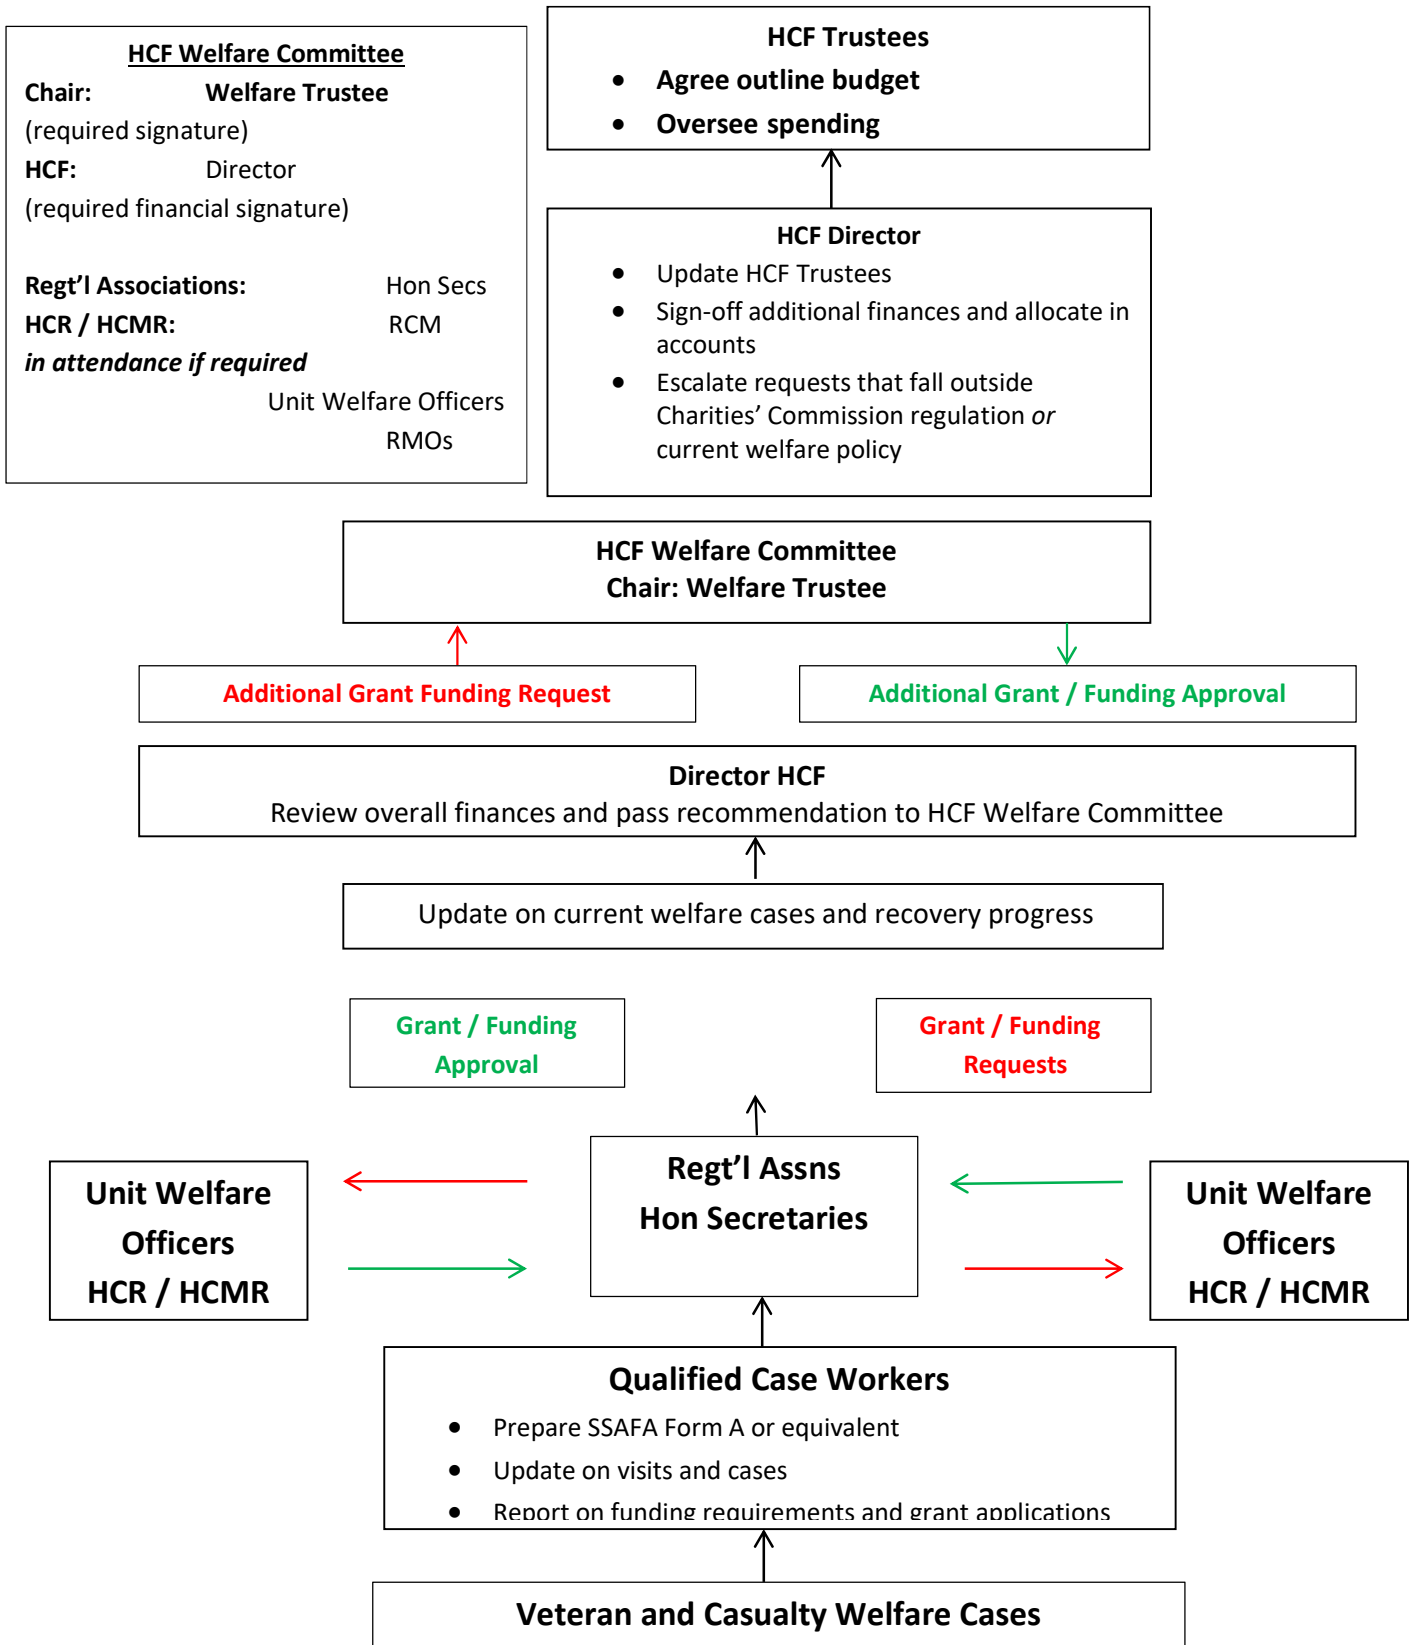 HCF Welfare Committee
Chair: Welfare Trustee
(required signature)
HCF: Director
(required financial signature)
Regt’l Associations: Hon Secs
HCR / HCMR: RCM
in attendance if required
Unit Welfare Officers
RMOs
HCF Trustees
• Agree outline budget
• Oversee spending
HCF Director
• Update HCF Trustees
• Sign-off additional finances and allocate in
accounts
• Escalate requests that fall outside
Charities’ Commission regulation or
current welfare policy
HCF Welfare Committee
Chair: Welfare Trustee
Additional Grant Funding Request
Additional Grant / Funding Approval
Director HCF
Review overall finances and pass recommendation to HCF Welfare Committee
Update on current welfare cases and recovery progress
Grant / Funding
Approval
Grant / Funding
Requests
Unit Welfare
Officers
HCR / HCMR
Regt’l Assns
Hon Secretaries
Unit Welfare
Officers
HCR / HCMR
Qualified Case Workers
• Prepare SSAFA Form A or equivalent
• Update on visits and cases
• Report on funding requirements and grant applications
Veteran and Casualty Welfare Cases